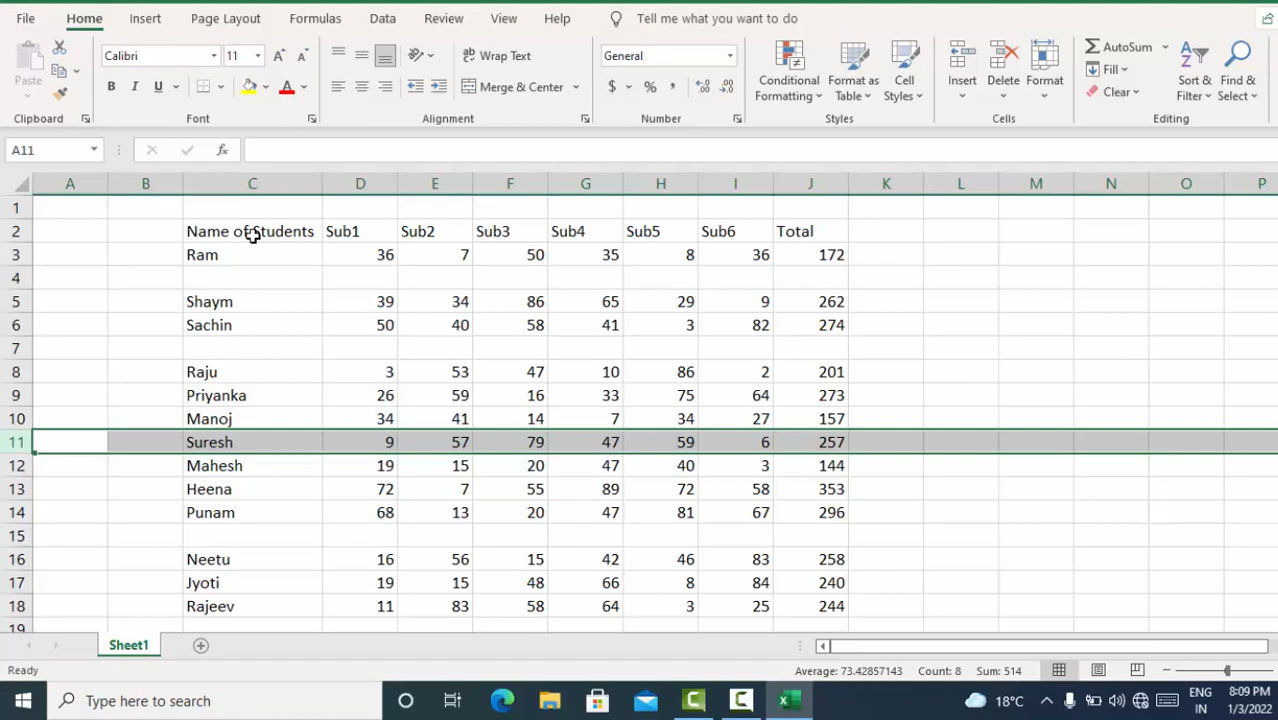 File Home Insert Page Layout Formulas Data Review View Help Tell me what you want to do
Calibri 11 Wrap Text General AutoSum
Paste B I U Merge & Center $ % Conditional Formatting Format as Table Cell Styles Insert Delete Format Fill Clear Sort & Filter Find & Select
Clipboard Font Alignment Number Styles Cells Editing
A11 fx
A B C D E F G H I J K L M N O P
1
2 Name of Students Sub1 Sub2 Sub3 Sub4 Sub5 Sub6 Total
3 Ram 36 7 50 35 8 36 172
4
5 Shaym 39 34 86 65 29 9 262
6 Sachin 50 40 58 41 3 82 274
7
8 Raju 3 53 47 10 86 2 201
9 Priyanka 26 59 16 33 75 64 273
10 Manoj 34 41 14 7 34 27 157
11 Suresh 9 57 79 47 59 6 257
12 Mahesh 19 15 20 47 40 3 144
13 Heena 72 7 55 89 72 58 353
14 Punam 68 13 20 47 81 67 296
15
16 Neetu 16 56 15 42 46 83 258
17 Jyoti 19 15 48 66 8 84 240
18 Rajeev 11 83 58 64 3 25 244
19
Sheet1
Ready Average: 73.42857143 Count: 8 Sum: 514
Type here to search 18°C ENG IN 8:09 PM 1/3/2022